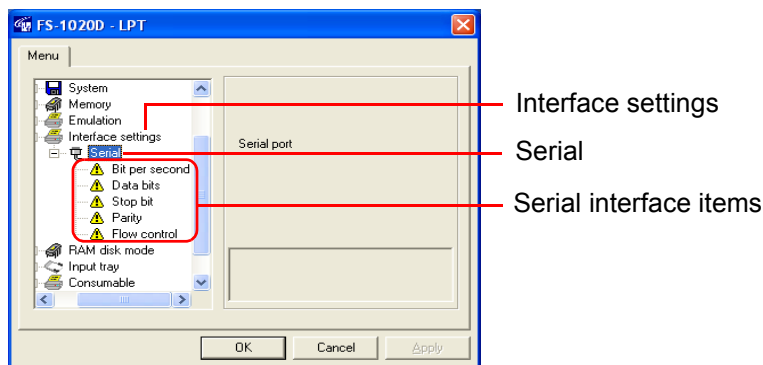 FS-1020D - LPT
Menu
System
Memory
Emulation
Interface settings
Serial
Bit per second
Data bits
Stop bit
Parity
Flow control
RAM disk mode
Input tray
Consumable
Serial port
OK Cancel Apply
Interface settings
Serial
Serial interface items